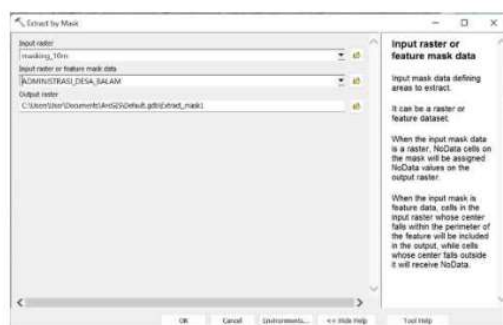 Extract by Mask
Input raster
masking_10m
Input raster or feature mask data
ADMINISTRASI_DESA_BALAM
Output raster
C:\Users\User\Documents\ArcGIS\Default.gdb\Extract_mask1
OK
Cancel
Environments...
<< Hide Help
Tool Help
Input raster or
feature mask data
Input mask data defining
areas to extract.
It can be a raster or
feature dataset.
When the input mask data
is a raster, NoData cells on
the mask will be assigned
NoData values on the
output raster.
When the input mask is
feature data, cells in the
input raster whose center
falls within the perimeter of
the feature will be included
in the output, while cells
whose center falls outside
it will receive NoData.